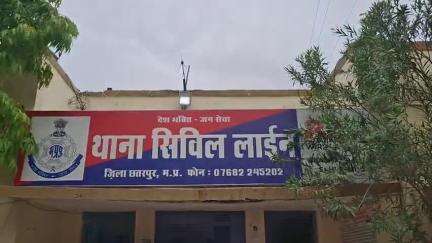 देश भक्ति - जन सेवा
थाना सिविल लाईन
जिला छतरपुर, म.प्र. फोन : 07682 245202